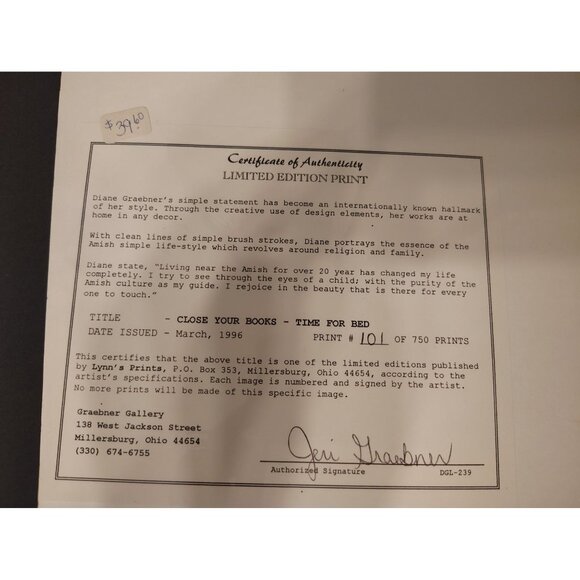 $39.60
Certificate of Authenticity
LIMITED EDITION PRINT
Diane Graebner's simple statement has become an internationally known hallmark
of her style. Through the creative use of design elements, her works are at
home in any decor.
With clean lines of simple brush strokes, Diane portrays the essence of the
Amish simple life-style which revolves around religion and family.
Diane state, "Living near the Amish for over 20 year has changed my life
completely. I try to see through the eyes of a child; with the purity of the
Amish culture as my guide. I rejoice in the beauty that is there for every
one to touch."
TITLE - CLOSE YOUR BOOKS - TIME FOR BED
DATE ISSUED - March, 1996 PRINT # 101 OF 750 PRINTS
This certifies that the above title is one of the limited editions published
by Lynn's Prints, P.O. Box 353, Millersburg, Ohio 44654, according to the
artist's specifications. Each image is numbered and signed by the artist.
No more prints will be made of this specific image.
Graebner Gallery
138 West Jackson Street
Millersburg, Ohio 44654
(330) 674-6755
Jeri Graebner
Authorized Signature DGL-239